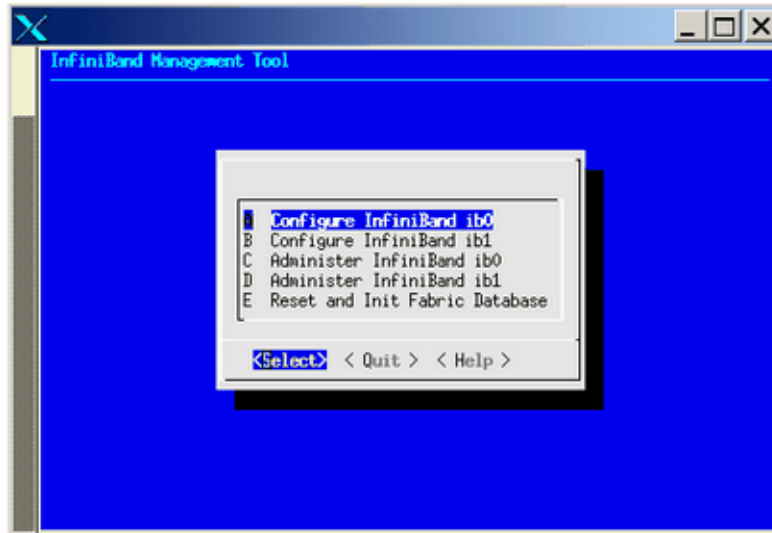 InfiniBand Management Tool
A Configure InfiniBand ib0
B Configure InfiniBand ib1
C Administer InfiniBand ib0
D Administer InfiniBand ib1
E Reset and Init Fabric Database
<Select> < Quit > < Help >